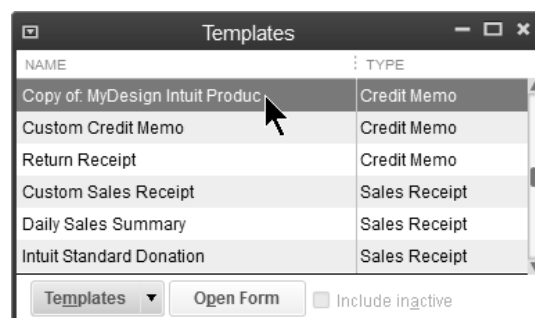 Templates
NAME TYPE
Copy of: MyDesign Intuit Produc Credit Memo
Custom Credit Memo Credit Memo
Return Receipt Credit Memo
Custom Sales Receipt Sales Receipt
Daily Sales Summary Sales Receipt
Intuit Standard Donation Sales Receipt
Templates Open Form Include inactive